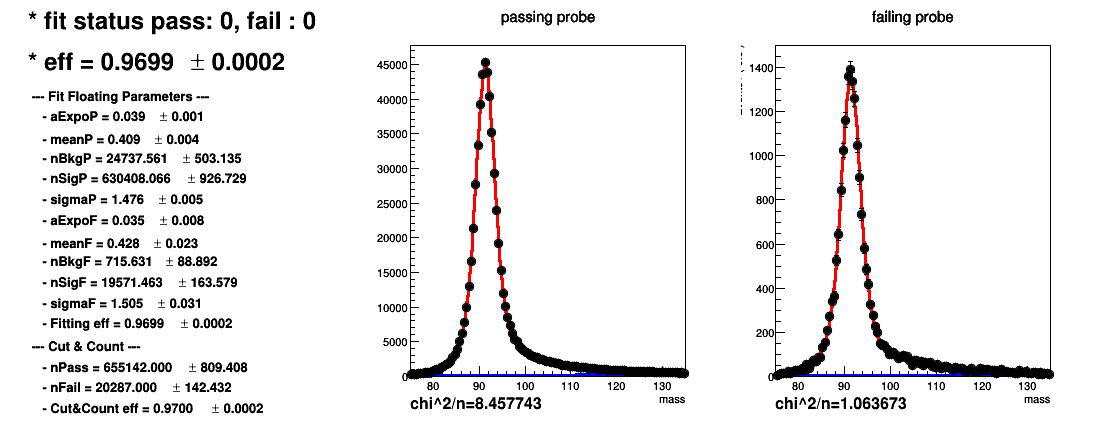 * fit status pass: 0, fail : 0
* eff = 0.9699 ± 0.0002
--- Fit Floating Parameters ---
- aExpoP = 0.039 ± 0.001
- meanP = 0.409 ± 0.004
- nBkgP = 24737.561 ± 503.135
- nSigP = 630408.066 ± 926.729
- sigmaP = 1.476 ± 0.005
- aExpoF = 0.035 ± 0.008
- meanF = 0.428 ± 0.023
- nBkgF = 715.631 ± 88.892
- nSigF = 19571.463 ± 163.579
- sigmaF = 1.505 ± 0.031
- Fitting eff = 0.9699 ± 0.0002
--- Cut & Count ---
- nPass = 655142.000 ± 809.408
- nFail = 20287.000 ± 142.432
- Cut&Count eff = 0.9700 ± 0.0002
passing probe
45000
40000
35000
30000
25000
20000
15000
10000
5000
0
80 90 100 110 120 130
mass
chi^2/n=8.457743
failing probe
1400
1200
1000
800
600
400
200
0
80 90 100 110 120 130
mass
chi^2/n=1.063673